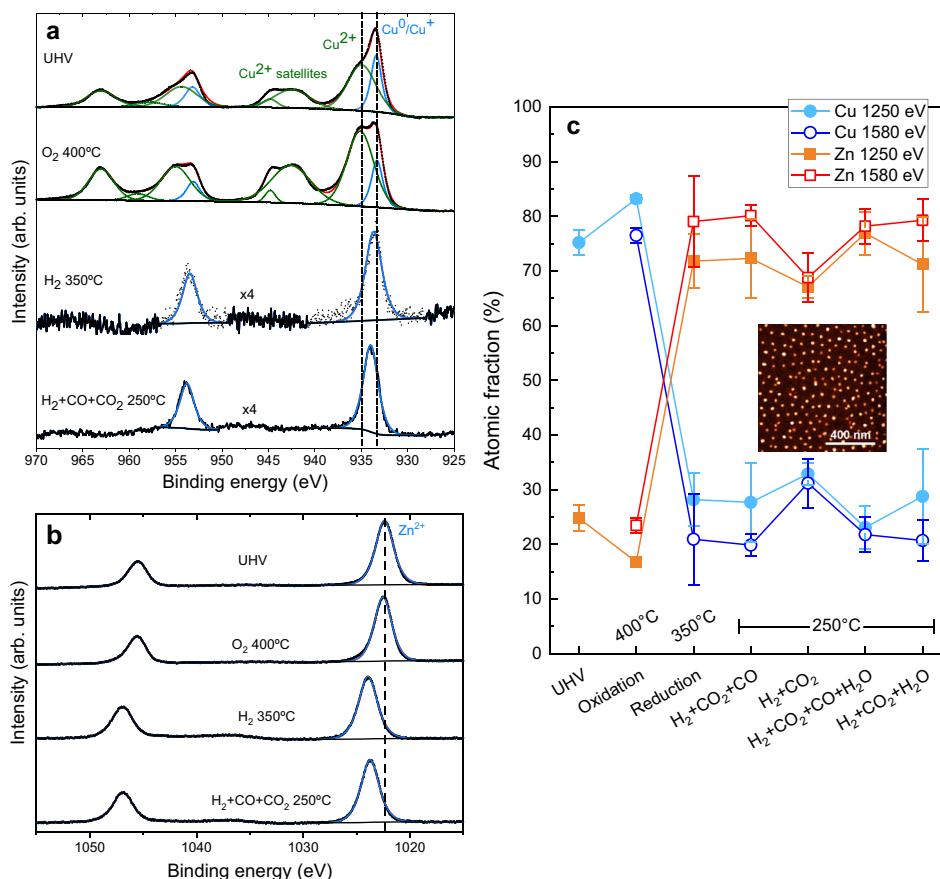 a
UHV
Cu2+ satellites
Cu2+
Cu0/Cu+
O2 400ºC
H2 350ºC
x4
H2+CO+CO2 250ºC
x4
970 965 960 955 950 945 940 935 930 925
Binding energy (eV)
Intensity (arb. units)
b
UHV
Zn2+
O2 400ºC
H2 350ºC
H2+CO+CO2 250ºC
1050 1040 1030 1020
Binding energy (eV)
Intensity (arb. units)
c
Cu 1250 eV
Cu 1580 eV
Zn 1250 eV
Zn 1580 eV
100
90
80
70
60
50
40
30
20
10
0
Atomic fraction (%)
400 nm
400°C
350°C
250°C
UHV
Oxidation
Reduction
H2+CO2+CO
H2+CO2
H2+CO2+CO+H2O
H2+CO2+H2O